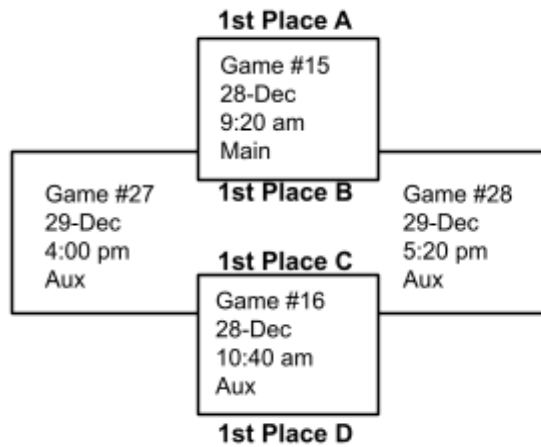 1st Place A
Game #15
28-Dec
9:20 am
Main
1st Place B
Game #27
29-Dec
4:00 pm
Aux
Game #28
29-Dec
5:20 pm
Aux
1st Place C
Game #16
28-Dec
10:40 am
Aux
1st Place D